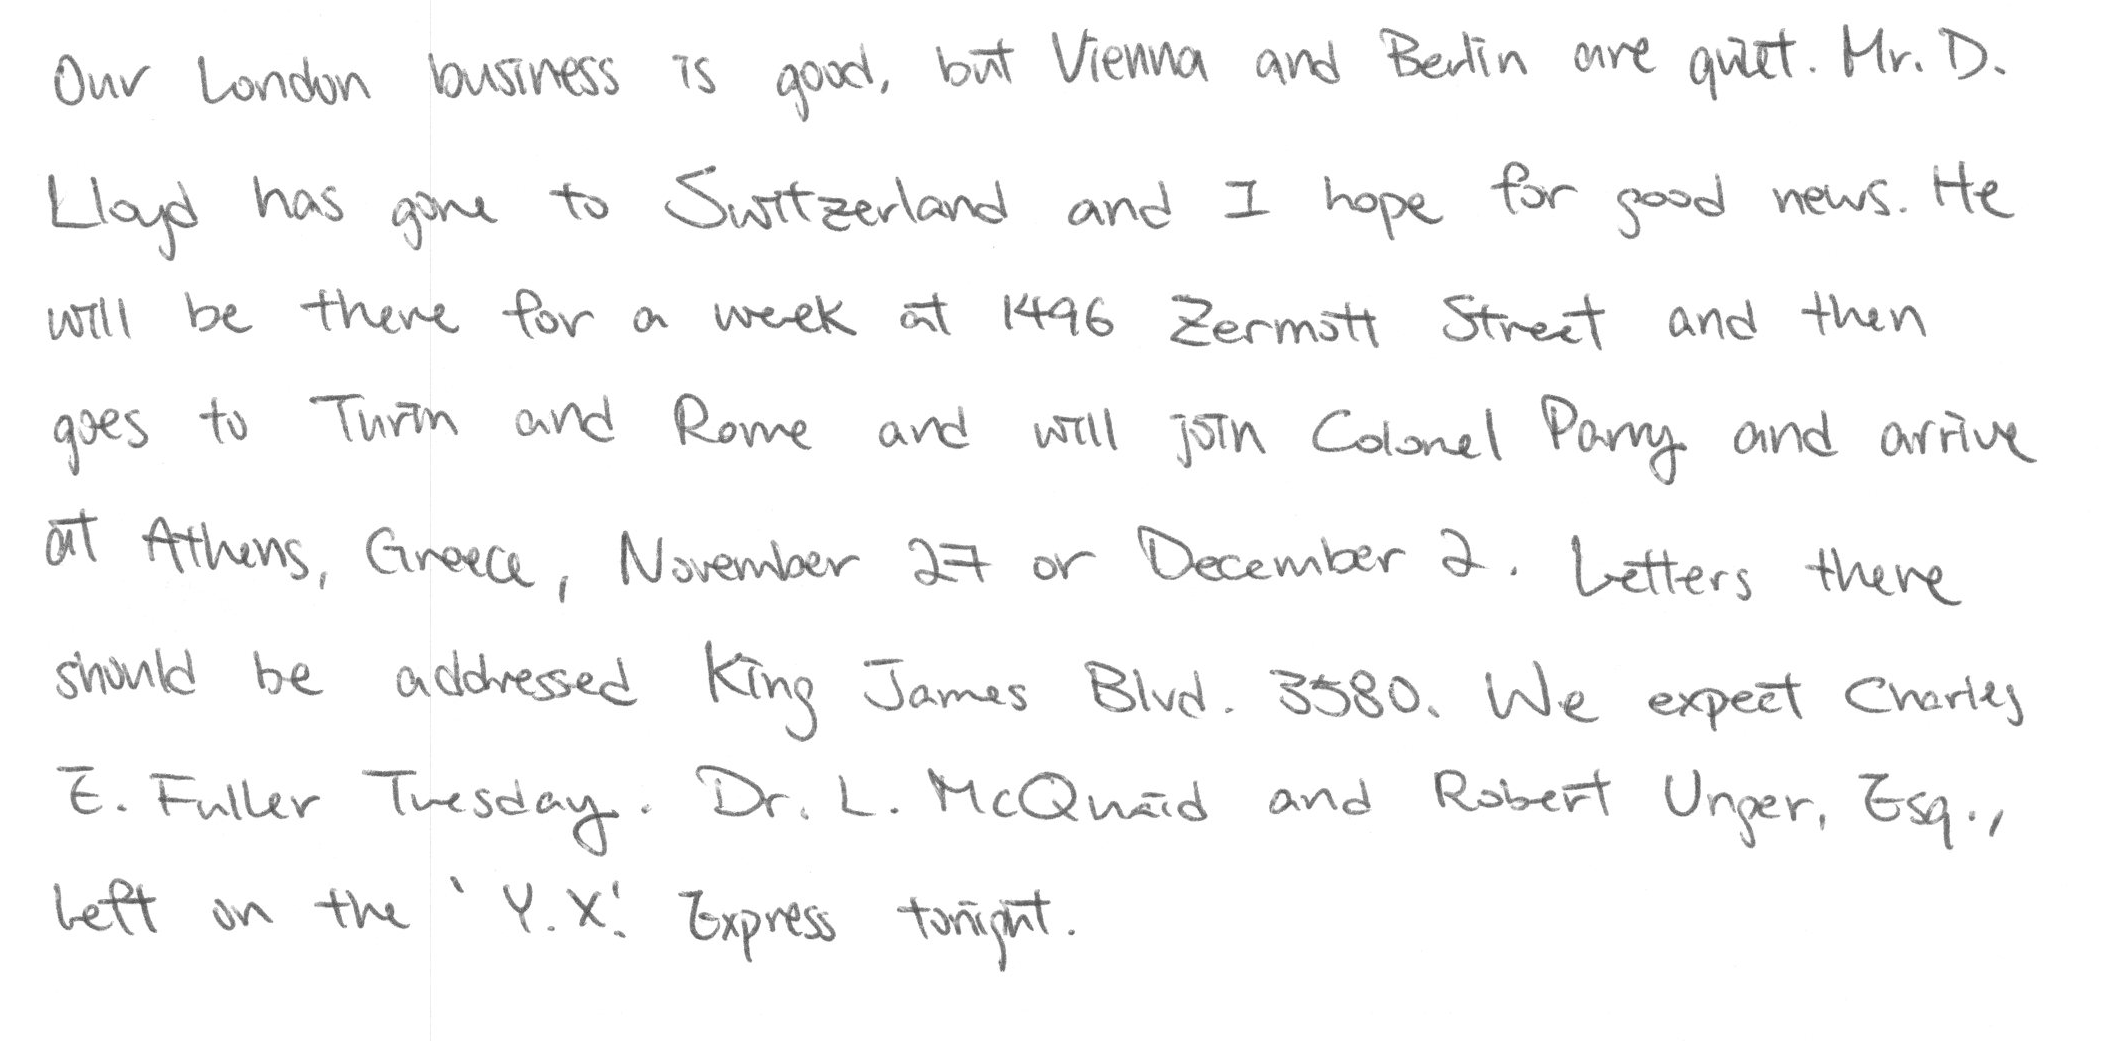 Our London business is good, but Vienna and Berlin are quiet. Mr. D.
Lloyd has gone to Switzerland and I hope for good news. He
will be there for a week at 1496 Zermott Street and then
goes to Turin and Rome and will join Colonel Parry and arrive
at Athens, Greece, November 27 or December 2. Letters there
should be addressed King James Blvd. 3580. We expect Charles
E. Fuller Tuesday. Dr. L. McQuaid and Robert Unger, Esq.,
left on the 'Y.X.' Express tonight.